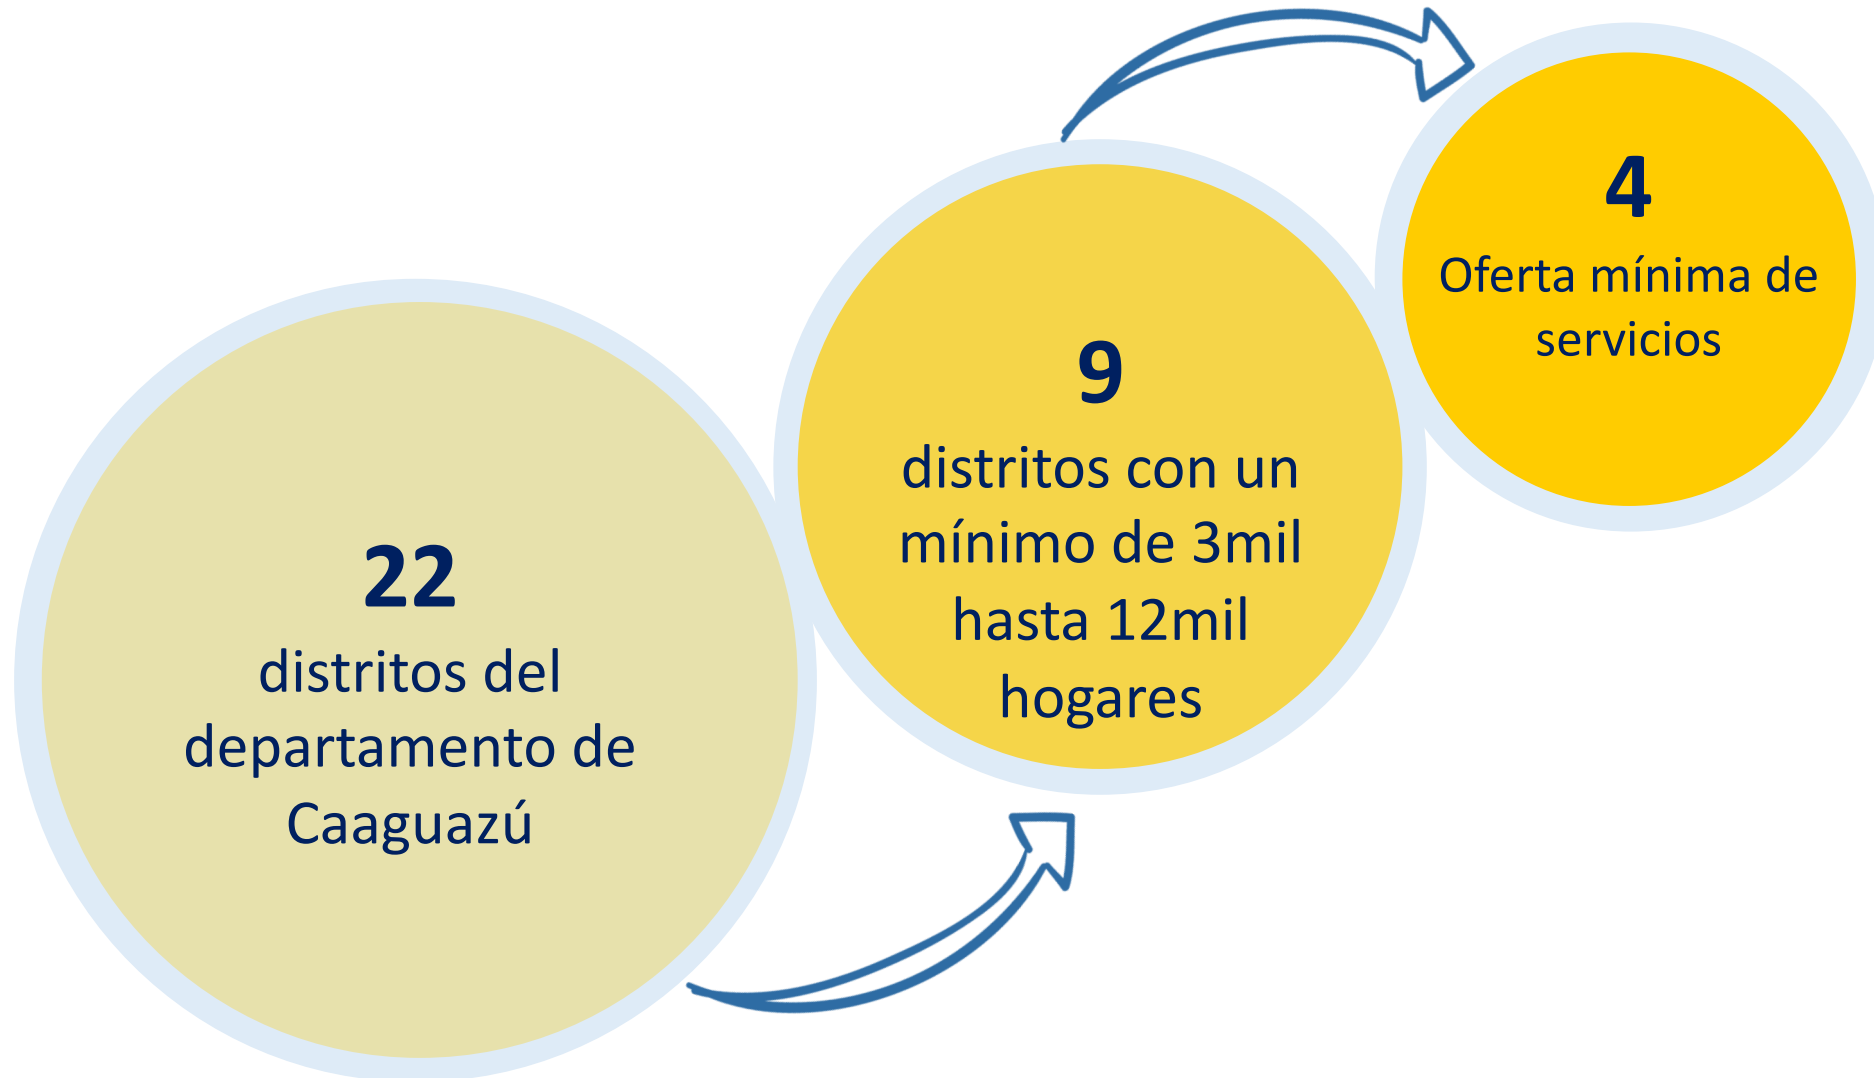 22
distritos del
departamento de
Caaguazú
9
distritos con un
mínimo de 3mil
hasta 12mil
hogares
4
Oferta mínima de
servicios